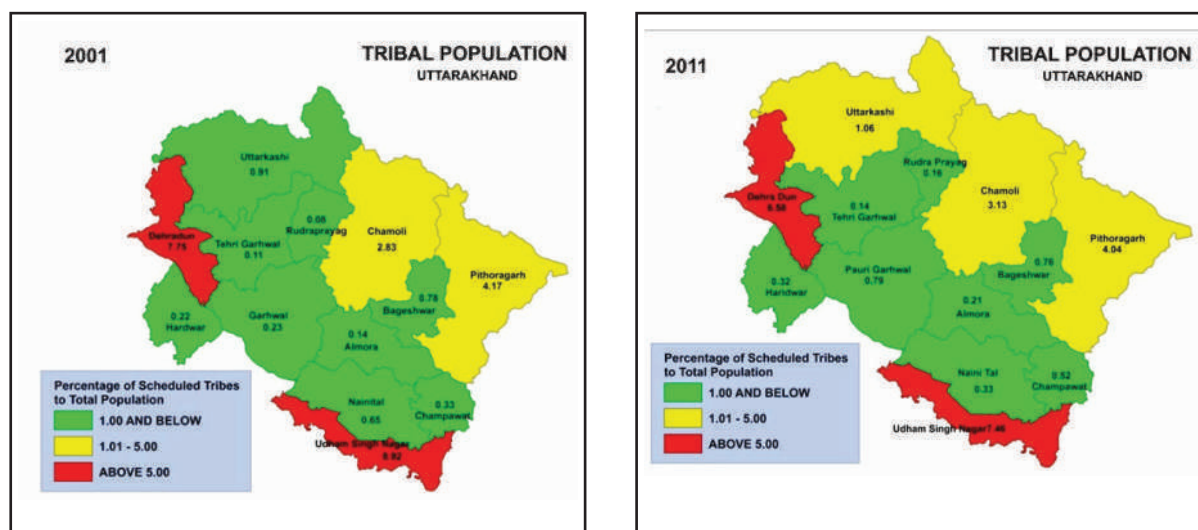 2001
TRIBAL POPULATION
UTTARAKHAND
Uttarkashi
0.91
Dehradun
7.75
Tehri Garhwal
0.11
0.08
Rudraprayag
Chamoli
2.83
Pithoragarh
4.17
0.22
Hardwar
Garhwal
0.23
0.78
Bageshwar
0.14
Almora
Nainital
0.65
0.33
Champawat
Udham Singh Nagar
Percentage of Scheduled Tribes
to Total Population
1.00 AND BELOW
1.01 - 5.00
ABOVE 5.00
2011
TRIBAL POPULATION
UTTARAKHAND
Uttarkashi
1.06
Rudra Prayag
0.16
Dehra Dun
6.58
0.14
Tehri Garhwal
Chamoli
3.13
Pithoragarh
4.04
0.32
Haridwar
Pauri Garhwal
0.79
0.76
Bageshwar
0.21
Almora
Naini Tal
0.33
0.52
Champawat
Udham Singh Nagar7.46
Percentage of Scheduled Tribes
to Total Population
1.00 AND BELOW
1.01 - 5.00
ABOVE 5.00